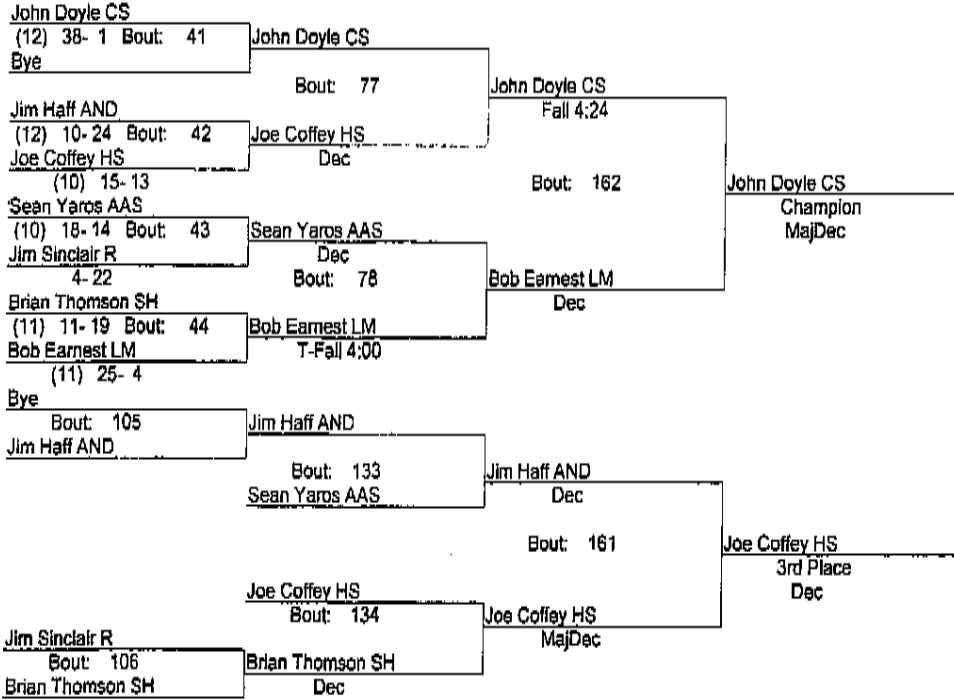 John Doyle CS
(12) 38- 1 Bout: 41
Bye
John Doyle CS
Bout: 77
Jim Haff AND
(12) 10- 24 Bout: 42
Joe Coffey HS
(10) 15- 13
Joe Coffey HS
Dec
John Doyle CS
Fall 4:24
Bout: 162
Sean Yaros AAS
(10) 18- 14 Bout: 43
Jim Sinclair R
4- 22
Sean Yaros AAS
Dec
Bout: 78
Brian Thomson SH
(11) 11- 19 Bout: 44
Bob Earnest LM
(11) 25- 4
Bob Earnest LM
T-Fall 4:00
Bob Earnest LM
Dec
John Doyle CS
Champion
MajDec
Bye
Bout: 105
Jim Haff AND
Jim Haff AND
Bout: 133
Sean Yaros AAS
Jim Haff AND
Dec
Bout: 161
Joe Coffey HS
Bout: 134
Jim Sinclair R
Bout: 106
Brian Thomson SH
Brian Thomson SH
Dec
Joe Coffey HS
MajDec
Joe Coffey HS
3rd Place
Dec